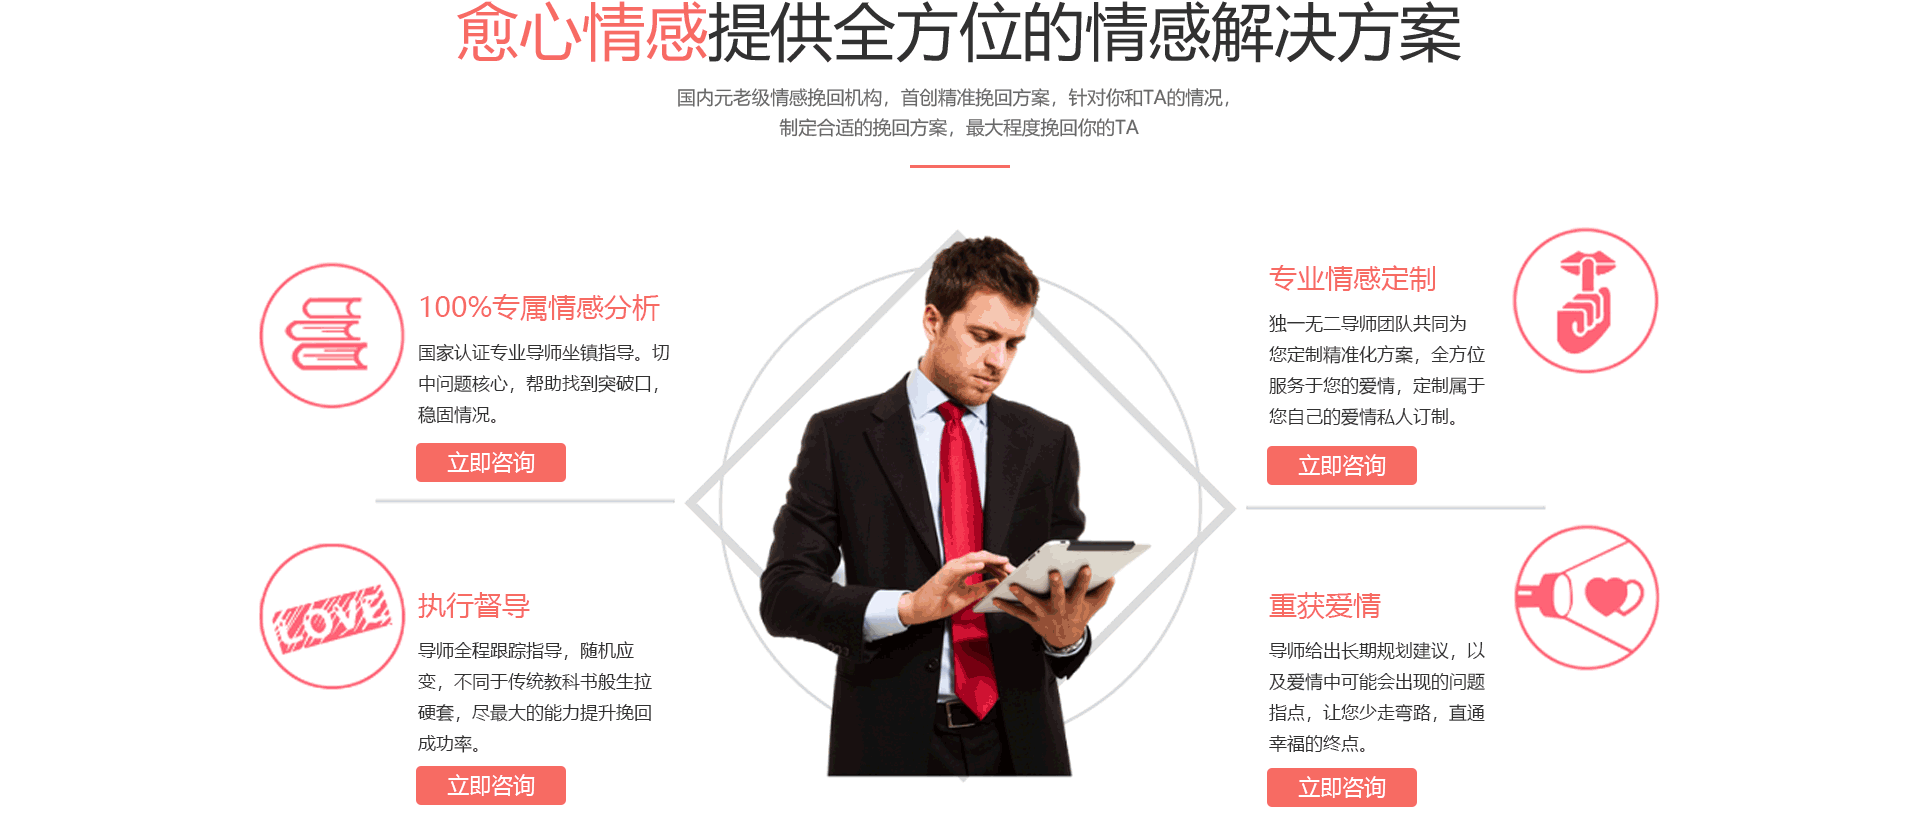 愈心情感提供全方位的情感解决方案
国内元老级情感挽回机构，首创精准挽回方案，针对你和TA的情况，
制定合适的挽回方案，最大程度挽回你的TA
100%专属情感分析
国家认证专业导师坐镇指导。切
中问题核心，帮助找到突破口，
稳固情况。
立即咨询
专业情感定制
独一无二导师团队共同为
您定制精准化方案，全方位
服务于您的爱情，定制属于
您自己的爱情私人订制。
立即咨询
LOVE
执行督导
导师全程跟踪指导，随机应
变，不同于传统教科书般生拉
硬套，尽最大的能力提升挽回
成功率。
立即咨询
重获爱情
导师给出长期规划建议，以
及爱情中可能会出现的问题
指点，让您少走弯路，直通
幸福的终点。
立即咨询